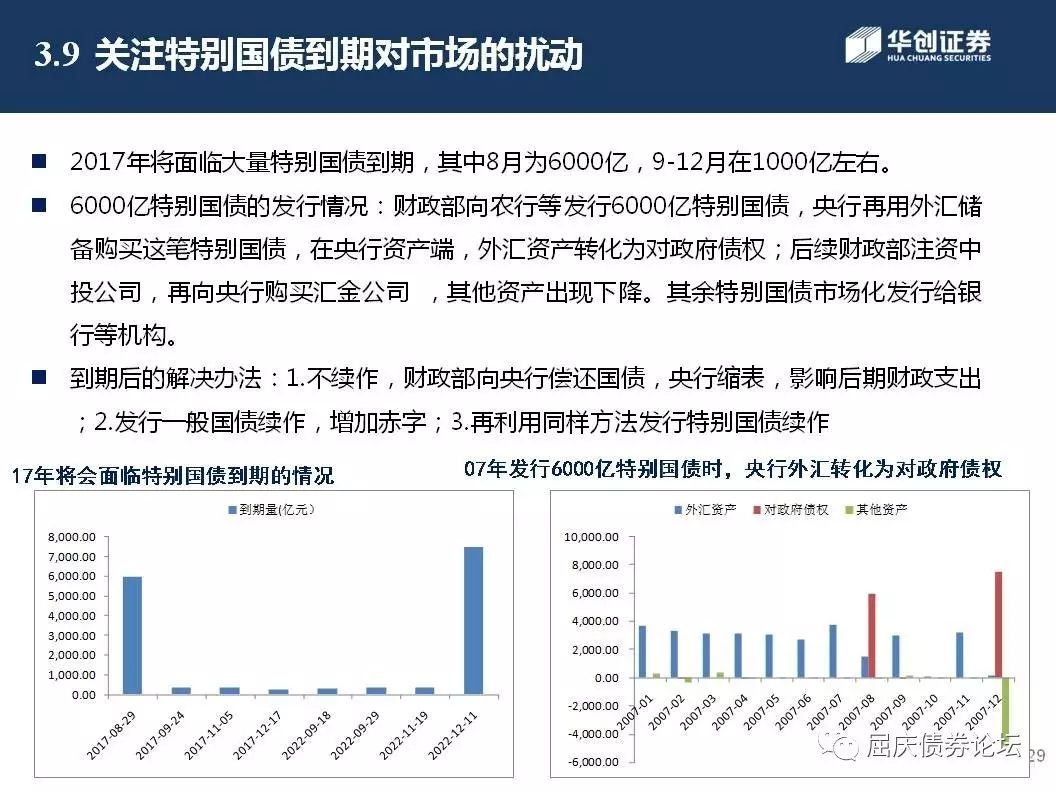 3.9 关注特别国债到期对市场的扰动
华创证券
HUA CHUANG SECURITIES
2017年将面临大量特别国债到期，其中8月为6000亿，9-12月在1000亿左右。
6000亿特别国债的发行情况：财政部向农行等发行6000亿特别国债，央行再用外汇储
备购买这笔特别国债，在央行资产端，外汇资产转化为对政府债权；后续财政部注资中
投公司，再向央行购买汇金公司 ，其他资产出现下降。其余特别国债市场化发行给银
行等机构。
到期后的解决办法：1.不续作，财政部向央行偿还国债，央行缩表，影响后期财政支出
；2.发行一般国债续作，增加赤字；3.再利用同样方法发行特别国债续作
17年将会面临特别国债到期的情况
到期量(亿元）
8,000.00
7,000.00
6,000.00
5,000.00
4,000.00
3,000.00
2,000.00
1,000.00
0.00
2017-08-29
2017-09-24
2017-11-05
2017-12-17
2022-09-18
2022-09-29
2022-11-19
2022-12-11
07年发行6000亿特别国债时，央行外汇转化为对政府债权
外汇资产 对政府债权 其他资产
10,000.00
8,000.00
6,000.00
4,000.00
2,000.00
0.00
-2,000.00
-4,000.00
-6,000.00
2007-01
2007-02
2007-03
2007-04
2007-05
2007-06
2007-07
2007-08
2007-09
2007-10
2007-11
2007-12
屈庆债券论坛
29